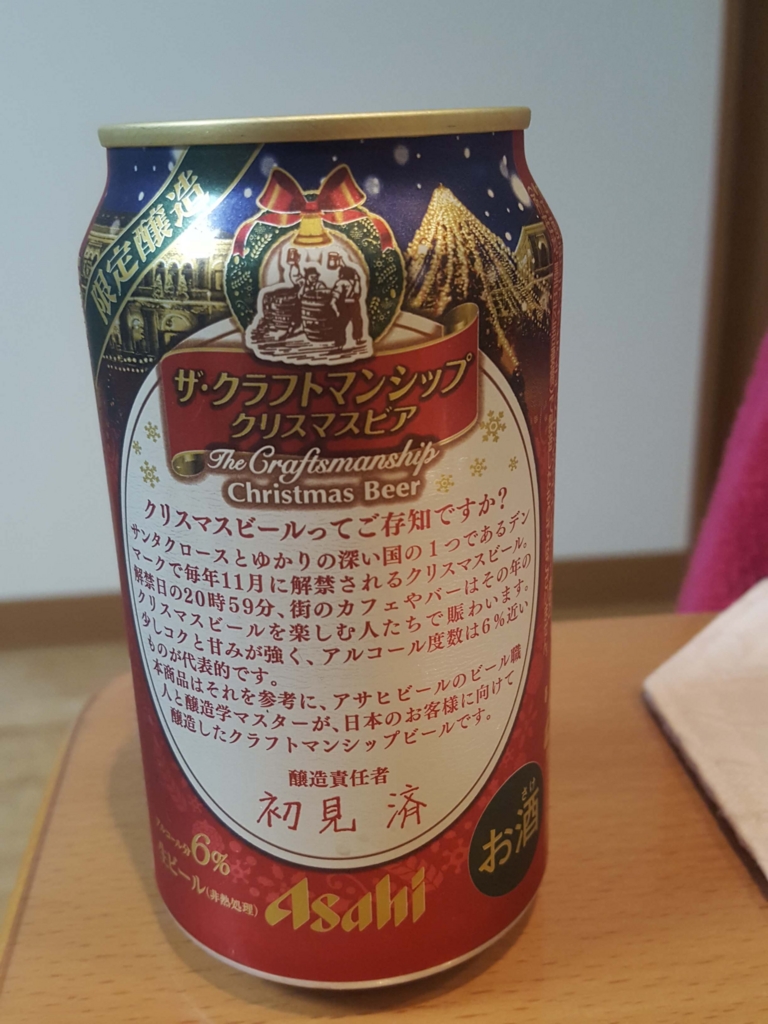 限定醸造
ザ・クラフトマンシップ
クリスマスビア
The Craftsmanship
Christmas Beer
クリスマスビールってご存知ですか?
サンタクロースとゆかりの深い国の1つであるデン
マークで毎年11月に解禁されるクリスマスビール。
解禁日の20時59分、街のカフェやバーはその年の
クリスマスビールを楽しむ人たちで賑わいます。
少しコクと甘みが強く、アルコール度数は6%近い
ものが代表的です。
本商品はそれを参考に、アサヒビールのビール職
人と醸造学マスターが、日本のお客様に向けて
醸造したクラフトマンシップビールです。
醸造責任者
初見 済
アルコール分6%
生ビール(非熱処理)
Asahi
さけ
お酒